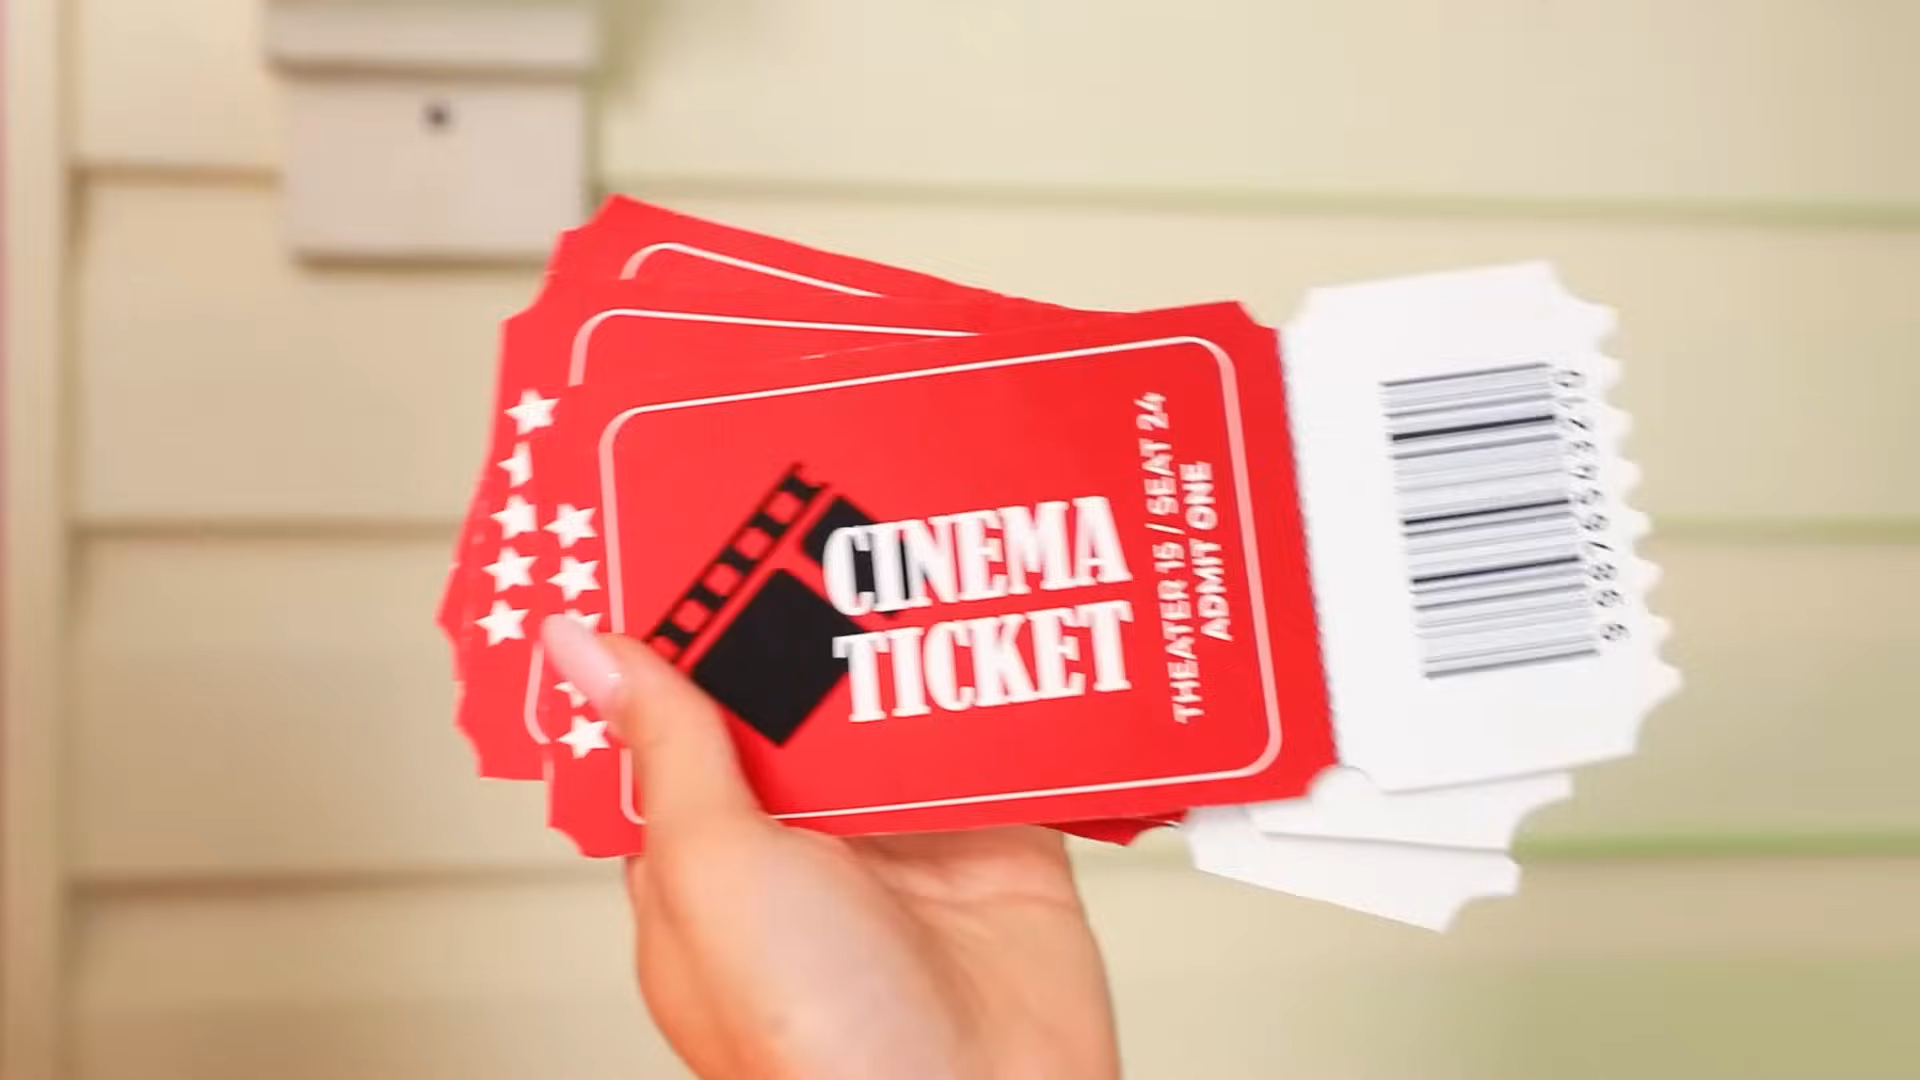 CINEMA
TICKET
THEATER 15 / SEAT 24
ADMIT ONE